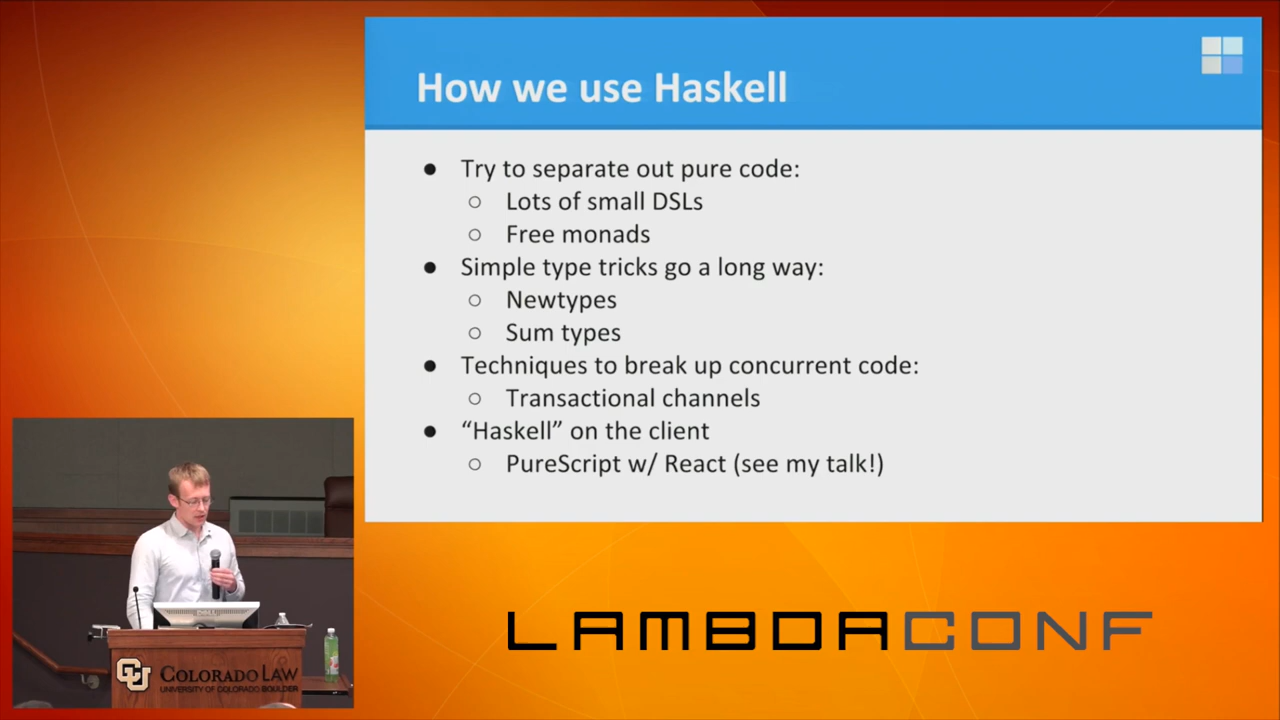 How we use Haskell
● Try to separate out pure code:
○ Lots of small DSLs
○ Free monads
● Simple type tricks go a long way:
○ Newtypes
○ Sum types
● Techniques to break up concurrent code:
○ Transactional channels
● “Haskell” on the client
○ PureScript w/ React (see my talk!)
LAMBDACONF
CU
COLORADO LAW
UNIVERSITY OF COLORADO BOULDER